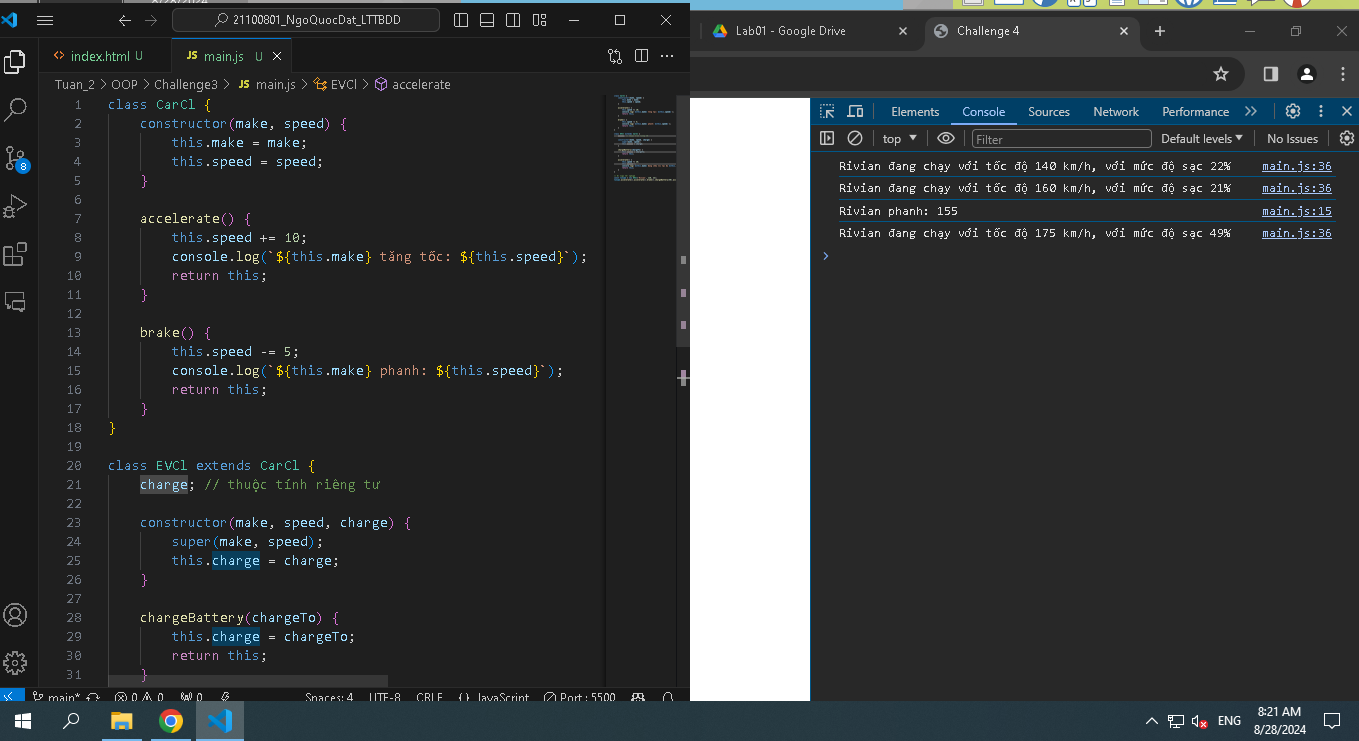 21100801_NgoQuocDat_LTTBDD
index.html U
JS main.js U
Tuan_2 > OOP > Challenge3 > JS main.js > EVCl > accelerate
1 class CarCl {
2 constructor(make, speed) {
3 this.make = make;
4 this.speed = speed;
5 }
6
7 accelerate() {
8 this.speed += 10;
9 console.log(`${this.make} tăng tốc: ${this.speed}`);
10 return this;
11 }
12
13 brake() {
14 this.speed -= 5;
15 console.log(`${this.make} phanh: ${this.speed}`);
16 return this;
17 }
18 }
19
20 class EVCl extends CarCl {
21 charge; // thuộc tính riêng tư
22
23 constructor(make, speed, charge) {
24 super(make, speed);
25 this.charge = charge;
26 }
27
28 chargeBattery(chargeTo) {
29 this.charge = chargeTo;
30 return this;
31 }
8
main* 0 0 0 Spaces: 4 UTF-8 CRLF {} JavaScript Port : 5500
Lab01 - Google Drive
Challenge 4
Elements Console Sources Network Performance
top Filter Default levels No Issues
Rivian đang chạy với tốc độ 140 km/h, với mức độ sạc 22% main.js:36
Rivian đang chạy với tốc độ 160 km/h, với mức độ sạc 21% main.js:36
Rivian phanh: 155 main.js:15
Rivian đang chạy với tốc độ 175 km/h, với mức độ sạc 49% main.js:36
ENG
8:21 AM
8/28/2024